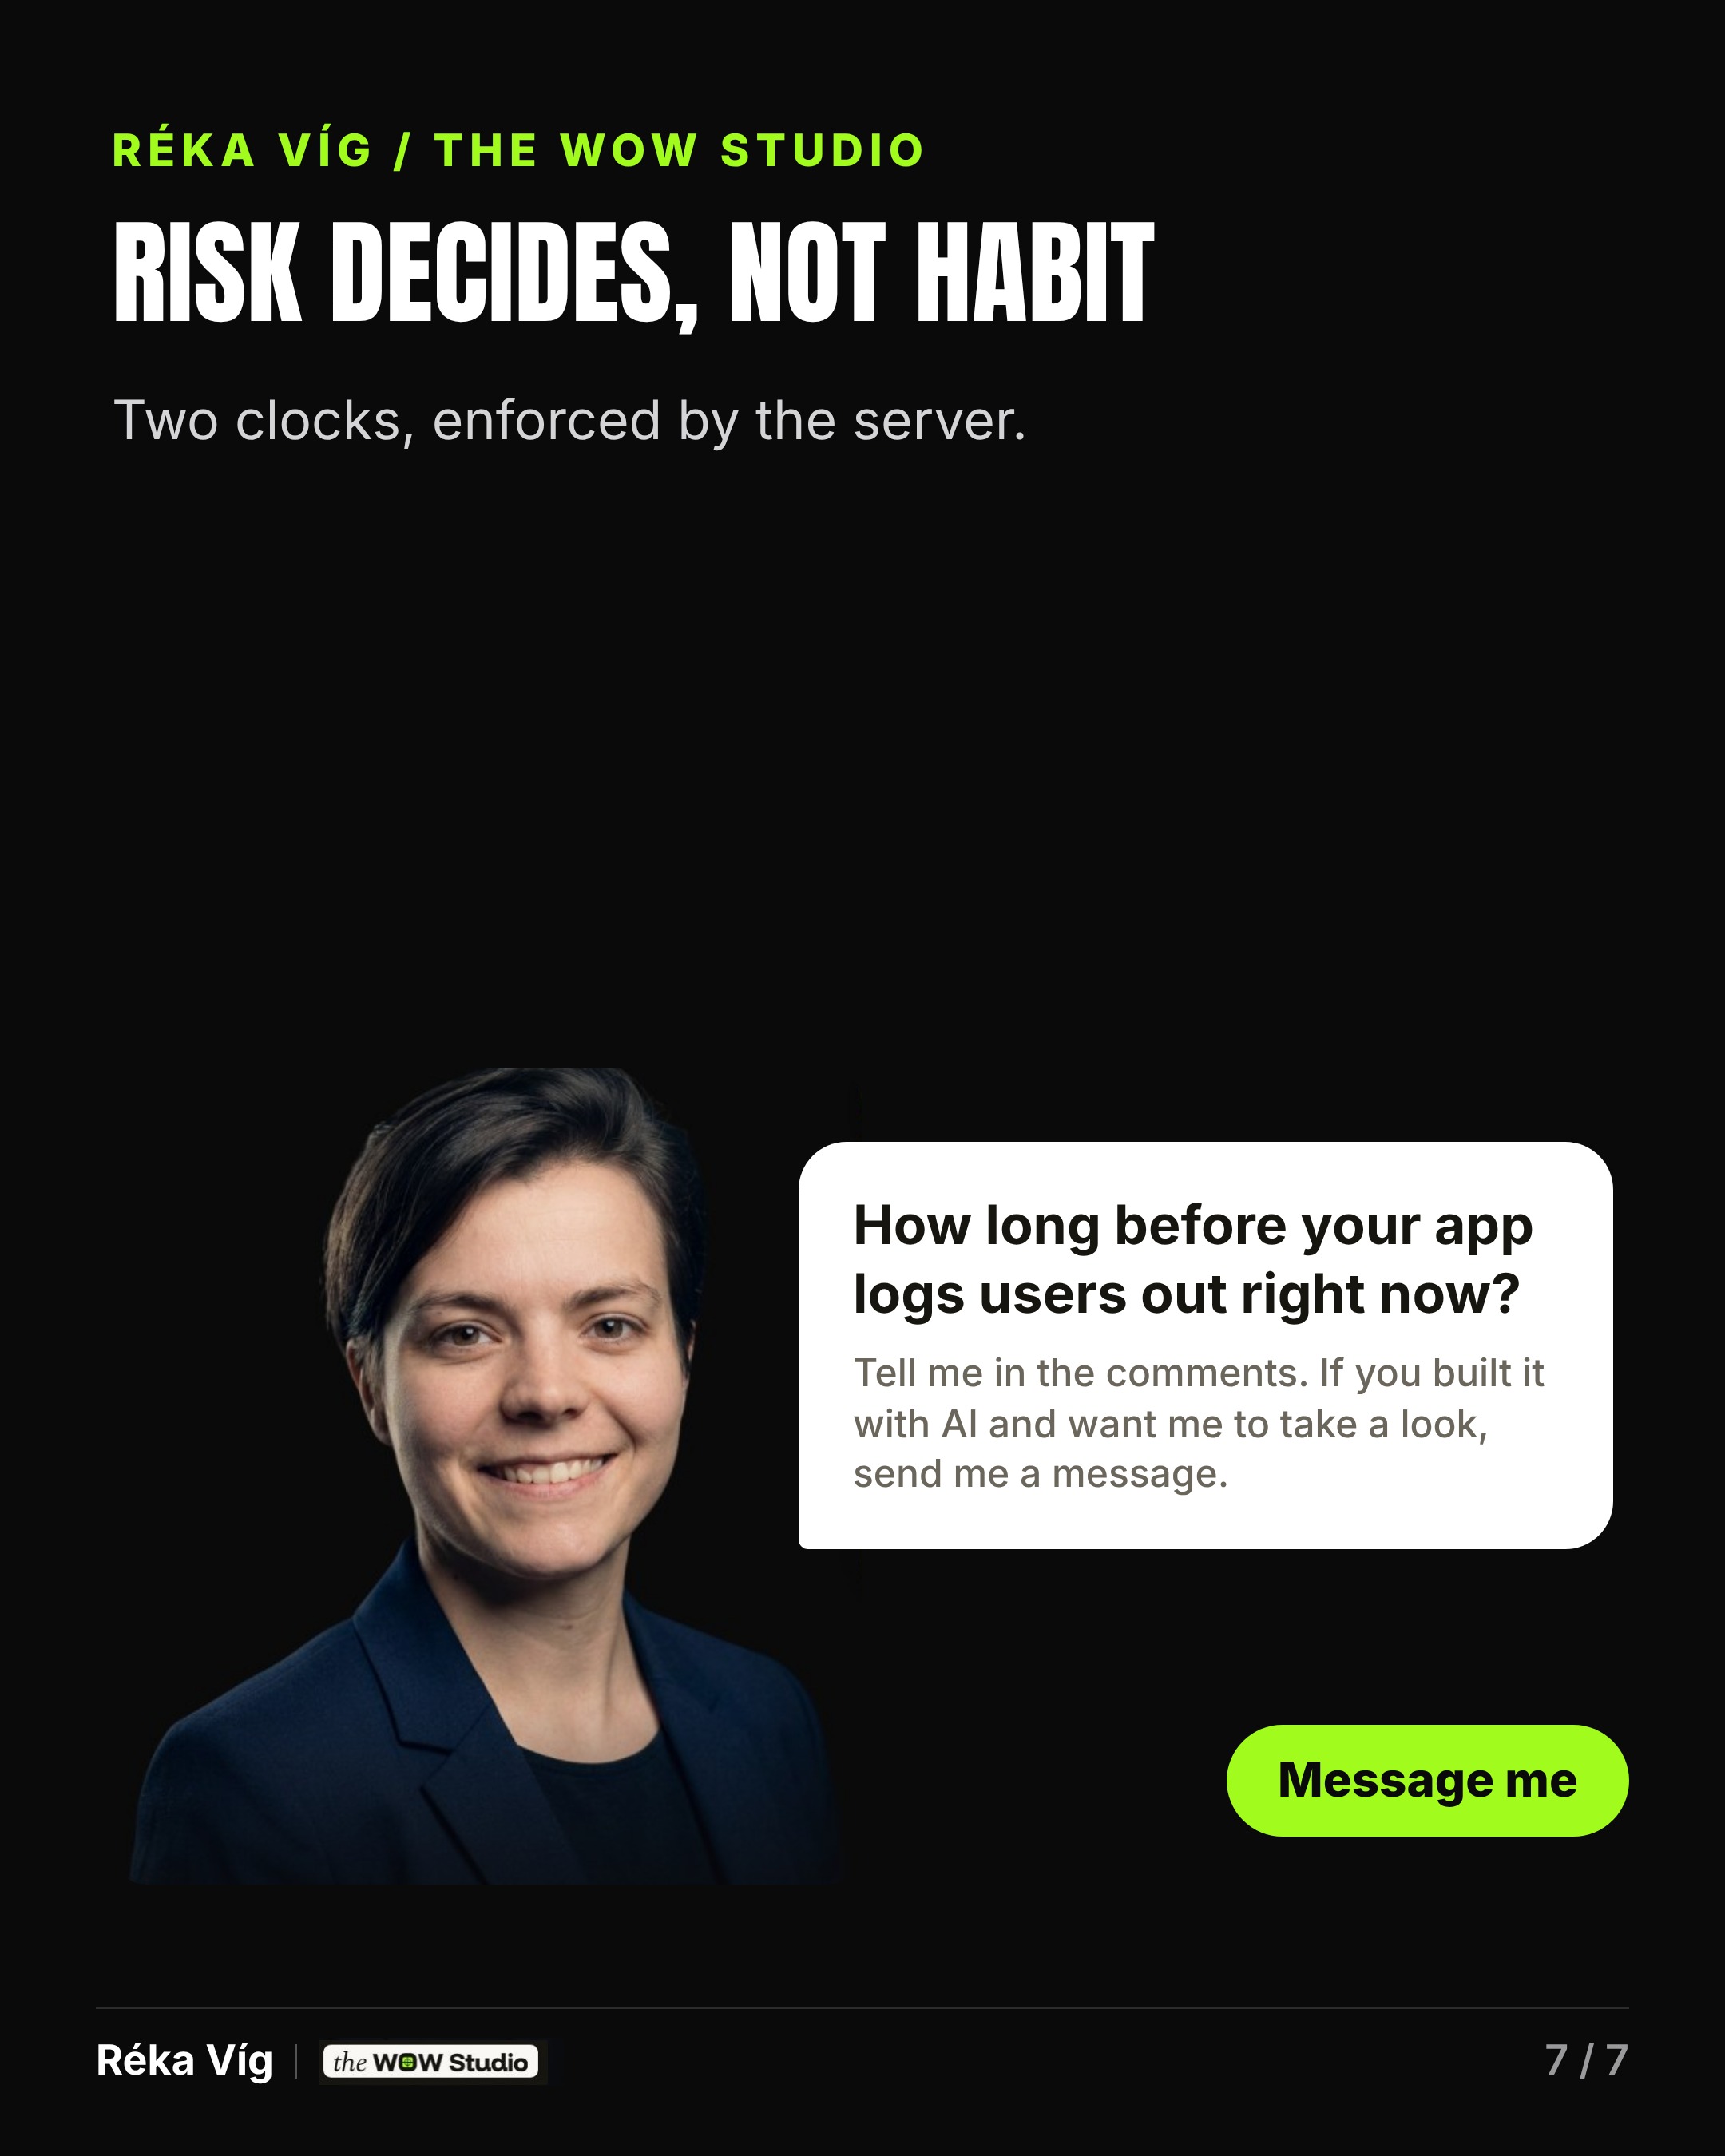 RÉKA VÍG / THE WOW STUDIO
RISK DECIDES, NOT HABIT
Two clocks, enforced by the server.
How long before your app
logs users out right now?
Tell me in the comments. If you built it
with AI and want me to take a look,
send me a message.
Message me
Réka Víg
the WOW Studio
7 / 7